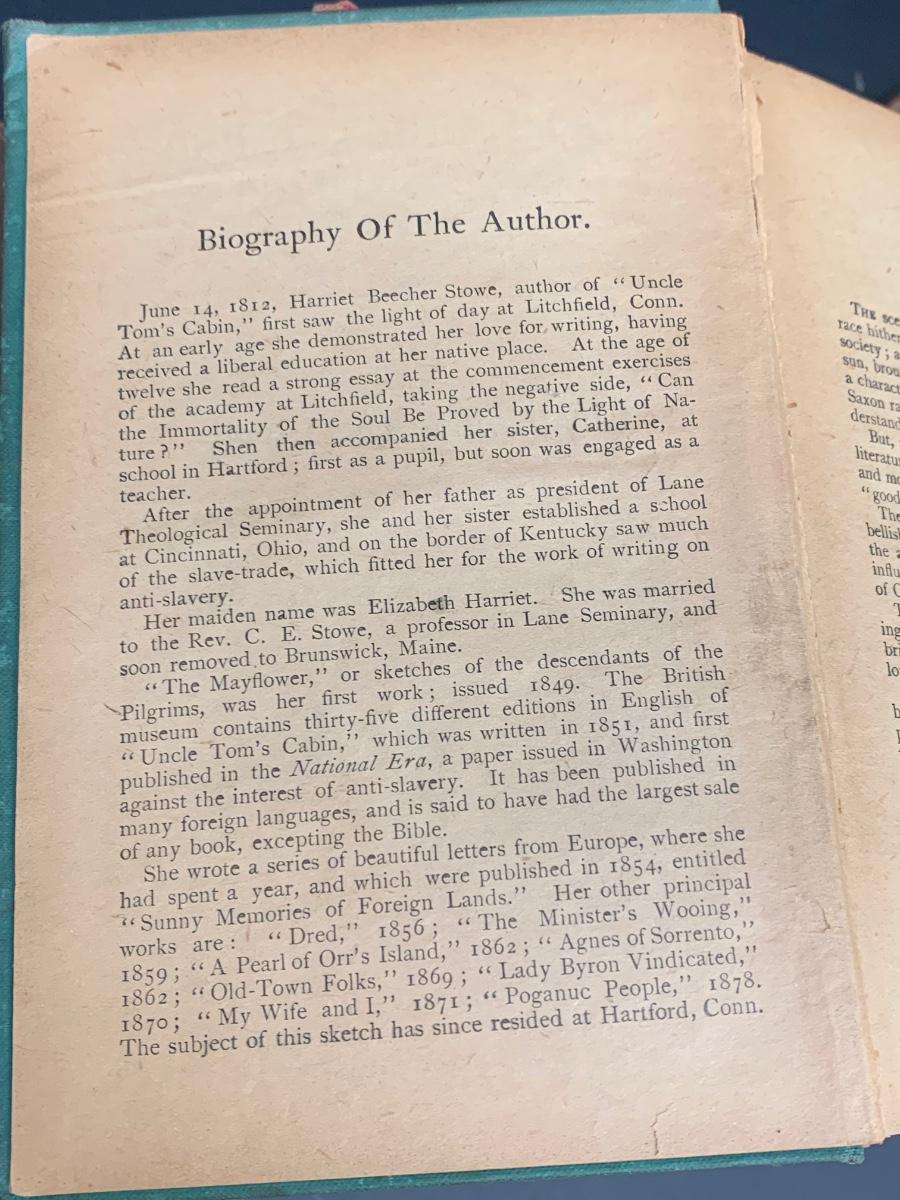 Biography Of The Author.
June 14, 1812, Harriet Beecher Stowe, author of “Uncle
Tom’s Cabin,” first saw the light of day at Litchfield, Conn.
At an early age she demonstrated her love for writing, having
received a liberal education at her native place. At the age of
twelve she read a strong essay at the commencement exercises
of the academy at Litchfield, taking the negative side, “Can
the Immortality of the Soul Be Proved by the Light of Na-
ture?” Shen then accompanied her sister, Catherine, at
school in Hartford; first as a pupil, but soon was engaged as a
teacher.
After the appointment of her father as president of Lane
Theological Seminary, she and her sister established a school
at Cincinnati, Ohio, and on the border of Kentucky saw much
of the slave-trade, which fitted her for the work of writing on
anti-slavery.
Her maiden name was Elizabeth Harriet. She was married
to the Rev. C. E. Stowe, a professor in Lane Seminary, and
soon removed to Brunswick, Maine.
“The Mayflower,” or sketches of the descendants of the
Pilgrims, was her first work; issued 1849. The British
museum contains thirty-five different editions in English of
“Uncle Tom’s Cabin,” which was written in 1851, and first
published in the National Era, a paper issued in Washington
against the interest of anti-slavery. It has been published in
many foreign languages, and is said to have had the largest sale
of any book, excepting the Bible.
She wrote a series of beautiful letters from Europe, where she
had spent a year, and which were published in 1854, entitled
“Sunny Memories of Foreign Lands.” Her other principal
works are: “Dred,” 1856; “The Minister’s Wooing,”
1859; “A Pearl of Orr’s Island,” 1862; “Agnes of Sorrento,”
1862; “Old-Town Folks,” 1869; “Lady Byron Vindicated,”
1870; “My Wife and I,” 1871; “Poganuc People,” 1878.
The subject of this sketch has since resided at Hartford, Conn.
THE
race
society; a
sun,
a
Saxon
But,
and
“good
the
of